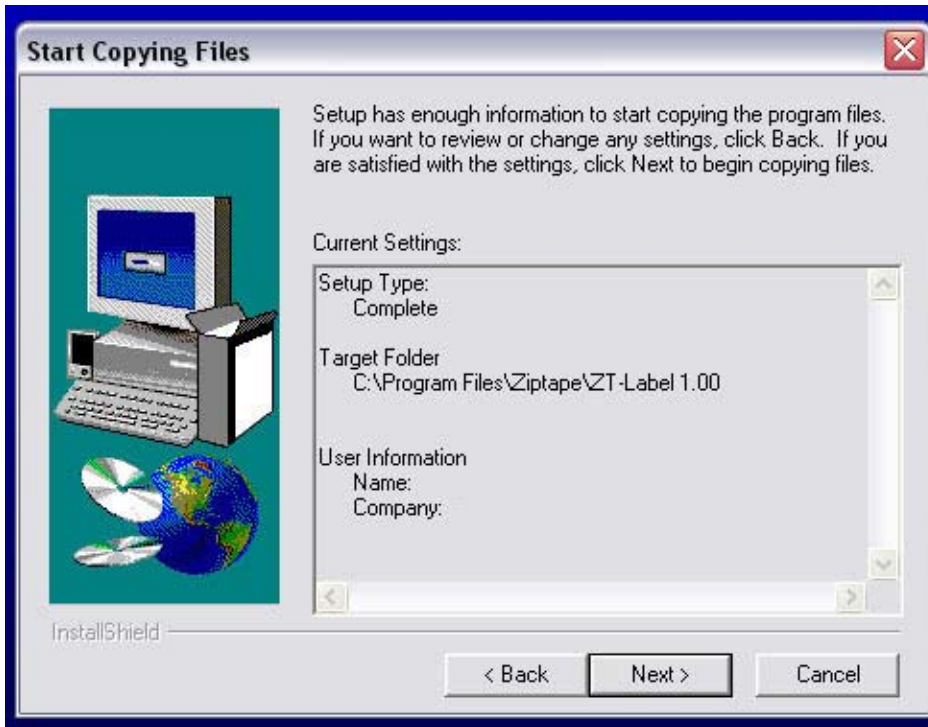 Start Copying Files
Setup has enough information to start copying the program files.
If you want to review or change any settings, click Back. If you
are satisfied with the settings, click Next to begin copying files.
Current Settings:
Setup Type:
Complete
Target Folder
C:\Program Files\Ziptape\ZT-Label 1.00
User Information
Name:
Company:
InstallShield
< Back
Next >
Cancel